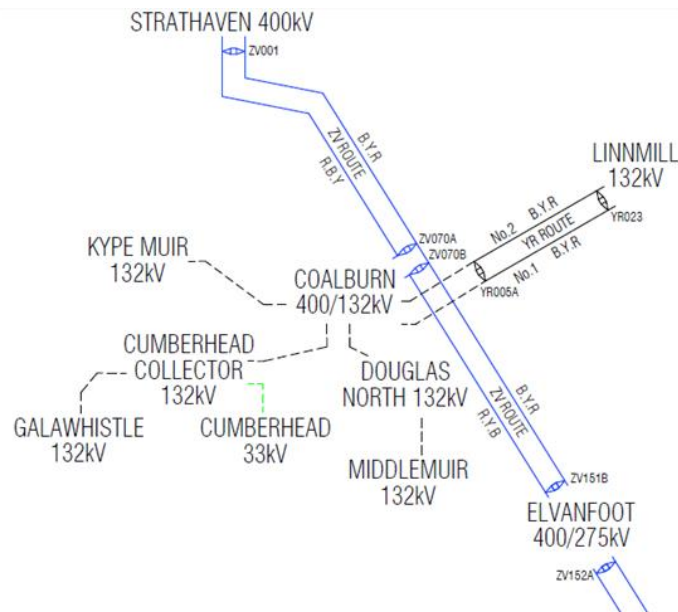 STRATHAVEN 400kV
ZV001
ZV ROUTE
B.Y.R
R.B.Y
LINNMILL
132kV
No.2 B.Y.R
YR ROUTE
No.1 B.Y.R
YR023
YR005A
ZV070A
ZV070B
KYPE MUIR
132kV
COALBURN
400/132kV
CUMBERHEAD
COLLECTOR
132kV
DOUGLAS
NORTH 132kV
GALAWHISTLE
132kV
CUMBERHEAD
33kV
MIDDLEMUIR
132kV
B.Y.R
ZV ROUTE
R.Y.B
ZV151B
ELVANFOOT
400/275kV
ZV152A